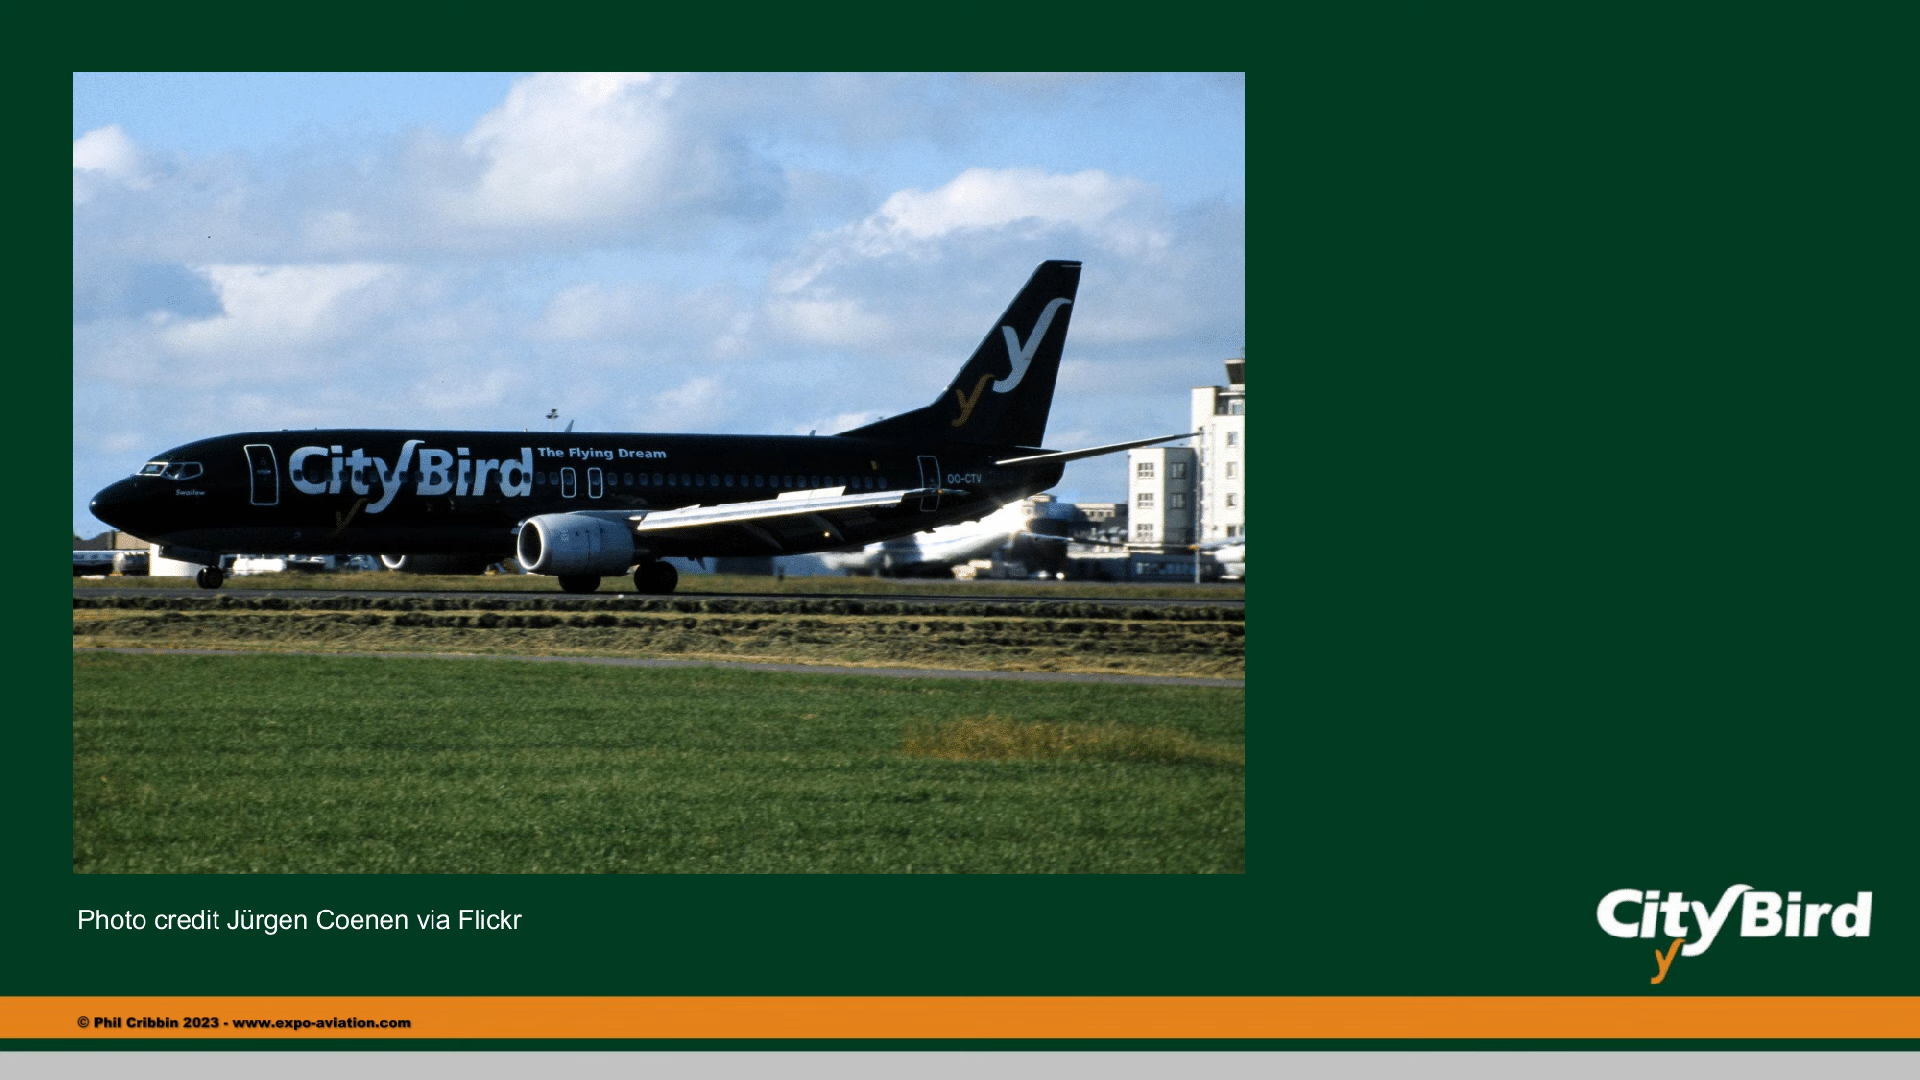 CityBird The Flying Dream
Swallow
OO-CTV
y
y
Photo credit Jürgen Coenen via Flickr
CityBird
y
© Phil Cribbin 2023 - www.expo-aviation.com